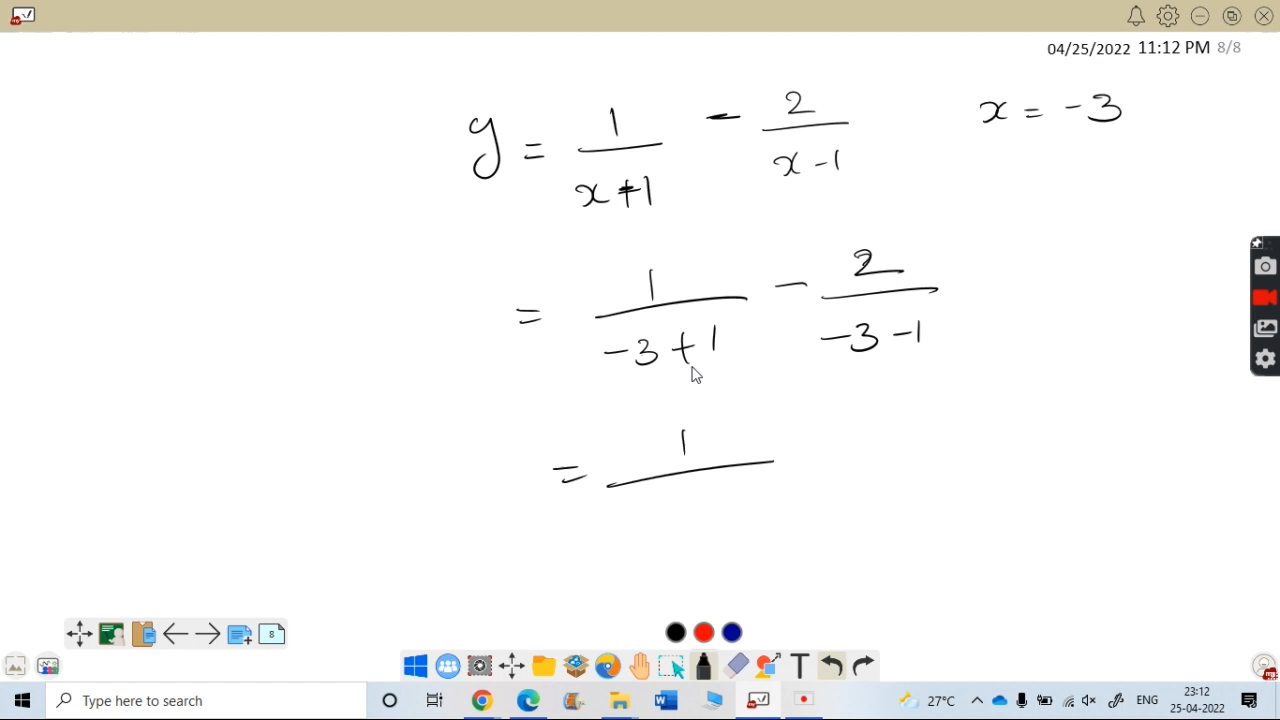 04/25/2022 11:12 PM 8/8
y = 1/(x+1) - 2/(x-1) x = -3
= 1/(-3+1) - 2/(-3-1)
= 1/
8
T
Type here to search
27°C
ENG
23:12
25-04-2022